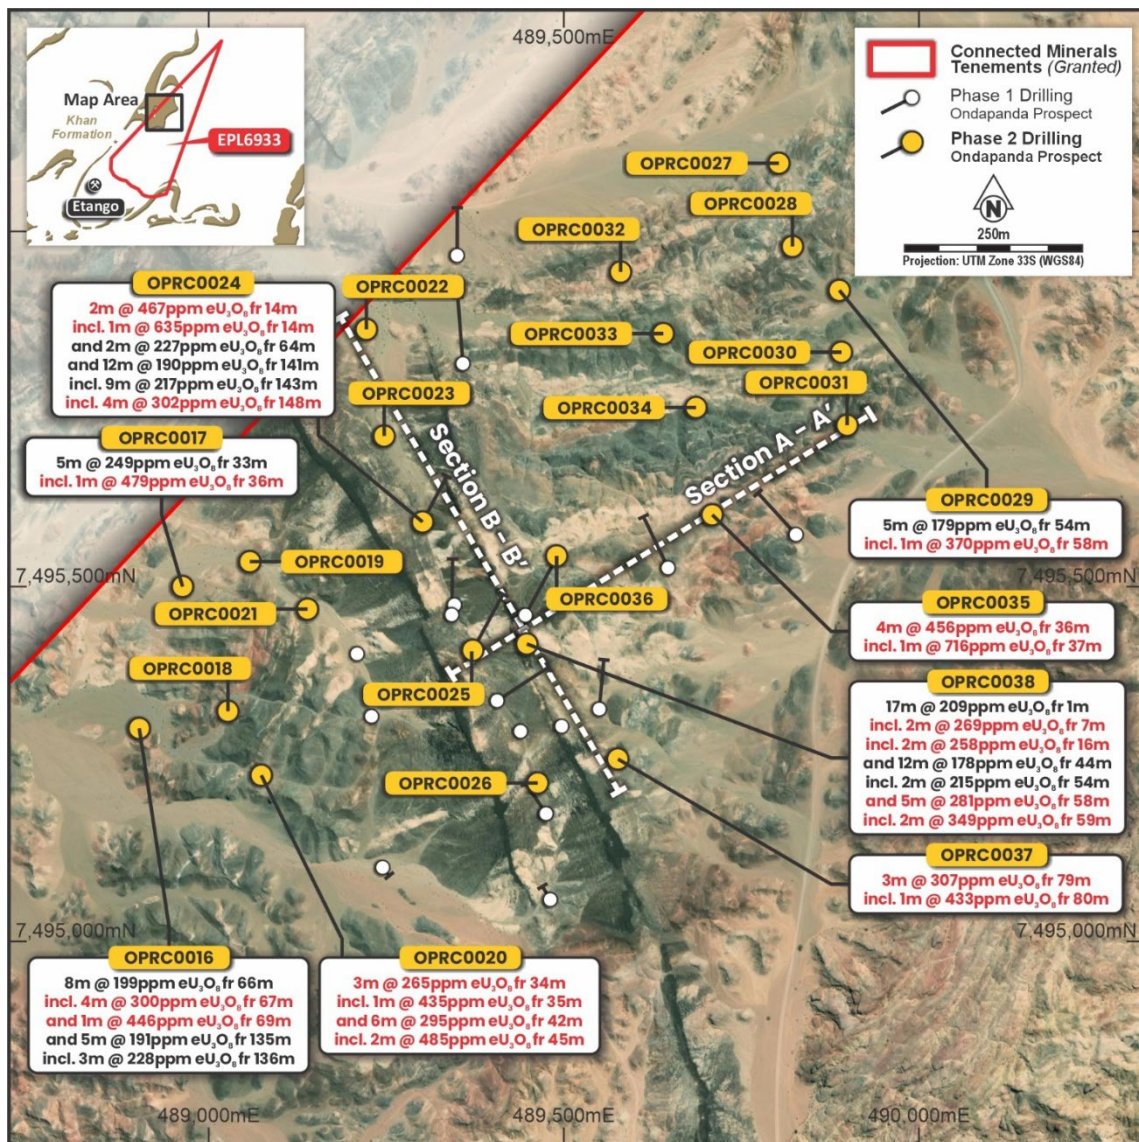 489,500mE
Map Area
Khan
Formation
EPL6933
Etango
Connected Minerals
Tenements (Granted)
Phase 1 Drilling
Ondapanda Prospect
Phase 2 Drilling
Ondapanda Prospect
N
250m
Projection: UTM Zone 33S (WGS84)
OPRC0027
OPRC0028
OPRC0032
OPRC0022
OPRC0033
OPRC0030
OPRC0031
OPRC0023
OPRC0034
OPRC0024
2m @ 467ppm eU₃O₈ fr 14m
incl. 1m @ 635ppm eU₃O₈ fr 14m
and 2m @ 227ppm eU₃O₈ fr 64m
and 12m @ 190ppm eU₃O₈ fr 141m
incl. 9m @ 217ppm eU₃O₈ fr 143m
incl. 4m @ 302ppm eU₃O₈ fr 148m
OPRC0017
5m @ 249ppm eU₃O₈ fr 33m
incl. 1m @ 479ppm eU₃O₈ fr 36m
Section B - B'
Section A - A'
OPRC0029
5m @ 179ppm eU₃O₈ fr 54m
incl. 1m @ 370ppm eU₃O₈ fr 58m
7,495,500mN
7,495,500mN
OPRC0019
OPRC0021
OPRC0036
OPRC0018
OPRC0025
OPRC0026
OPRC0035
4m @ 456ppm eU₃O₈ fr 36m
incl. 1m @ 716ppm eU₃O₈ fr 37m
OPRC0038
17m @ 209ppm eU₃O₈ fr 1m
incl. 2m @ 269ppm eU₃O₈ fr 7m
incl. 2m @ 258ppm eU₃O₈ fr 16m
and 12m @ 178ppm eU₃O₈ fr 44m
incl. 2m @ 215ppm eU₃O₈ fr 54m
and 5m @ 281ppm eU₃O₈ fr 58m
incl. 2m @ 349ppm eU₃O₈ fr 59m
OPRC0037
3m @ 307ppm eU₃O₈ fr 79m
incl. 1m @ 433ppm eU₃O₈ fr 80m
7,495,000mN
7,495,000mN
OPRC0016
8m @ 199ppm eU₃O₈ fr 66m
incl. 4m @ 300ppm eU₃O₈ fr 67m
and 1m @ 446ppm eU₃O₈ fr 69m
and 5m @ 191ppm eU₃O₈ fr 135m
incl. 3m @ 228ppm eU₃O₈ fr 136m
OPRC0020
3m @ 265ppm eU₃O₈ fr 34m
incl. 1m @ 435ppm eU₃O₈ fr 35m
and 6m @ 295ppm eU₃O₈ fr 42m
incl. 2m @ 485ppm eU₃O₈ fr 45m
489,000mE
489,500mE
490,000mE